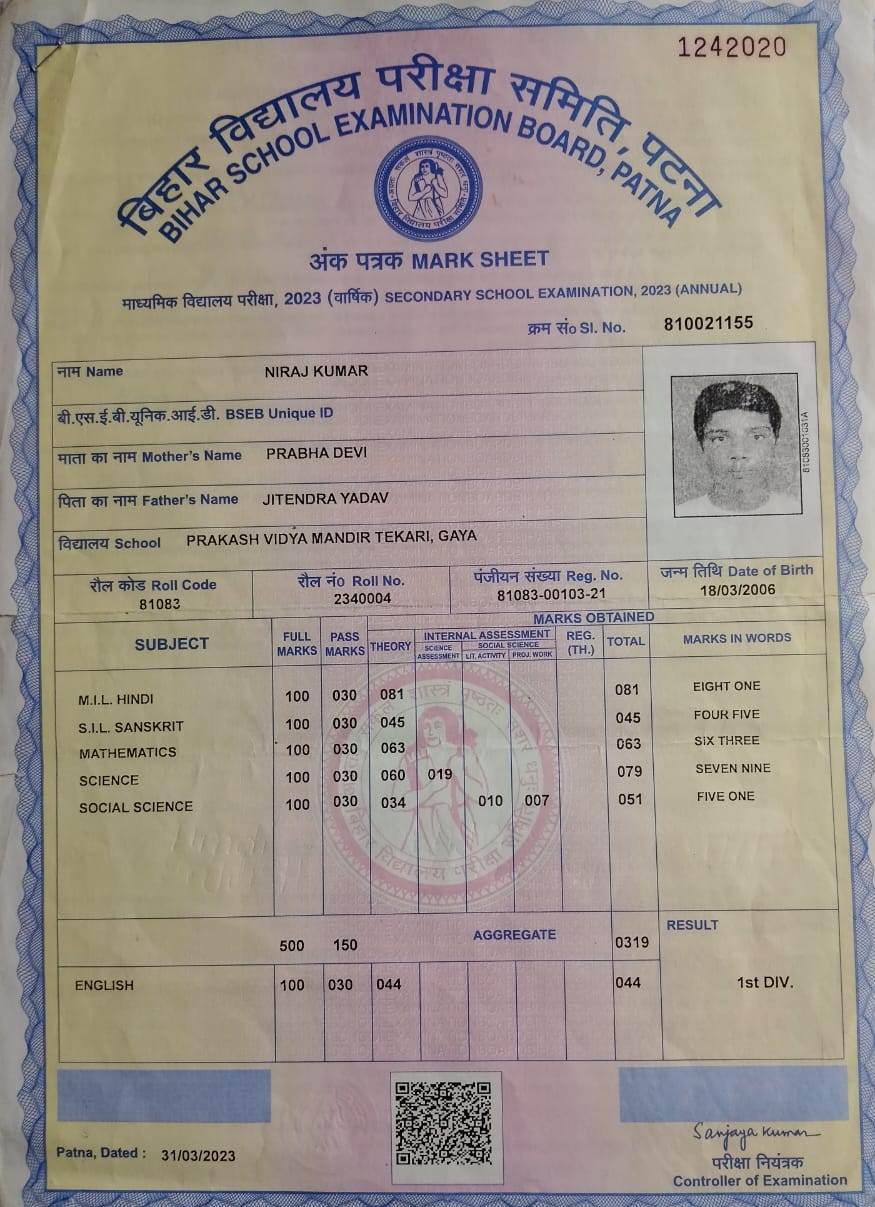 1242020
बिहार विद्यालय परीक्षा समिति, पटना
BIHAR SCHOOL EXAMINATION BOARD, PATNA
अंक पत्रक MARK SHEET
माध्यमिक विद्यालय परीक्षा, 2023 (वार्षिक) SECONDARY SCHOOL EXAMINATION, 2023 (ANNUAL)
क्रम सं० Sl. No. 810021155
नाम Name NIRAJ KUMAR
बी.एस.ई.बी.यूनिक.आई.डी. BSEB Unique ID
माता का नाम Mother's Name PRABHA DEVI
पिता का नाम Father's Name JITENDRA YADAV
विद्यालय School PRAKASH VIDYA MANDIR TEKARI, GAYA
रौल कोड Roll Code रौल नं० Roll No. पंजीयन संख्या Reg. No. जन्म तिथि Date of Birth
81083 2340004 81083-00103-21 18/03/2006
MARKS OBTAINED
SUBJECT FULL MARKS PASS MARKS THEORY INTERNAL ASSESSMENT REG. (TH.) TOTAL MARKS IN WORDS
SCIENCE ASSESSMENT SOCIAL SCIENCE LIT. ACTIVITY PROJ. WORK
M.I.L. HINDI 100 030 081 081 EIGHT ONE
S.I.L. SANSKRIT 100 030 045 045 FOUR FIVE
MATHEMATICS 100 030 063 063 SIX THREE
SCIENCE 100 030 060 019 079 SEVEN NINE
SOCIAL SCIENCE 100 030 034 010 007 051 FIVE ONE
500 150 AGGREGATE 0319 RESULT
ENGLISH 100 030 044 044 1st DIV.
Patna, Dated : 31/03/2023
Sanjaya Kumar
परीक्षा नियंत्रक
Controller of Examination